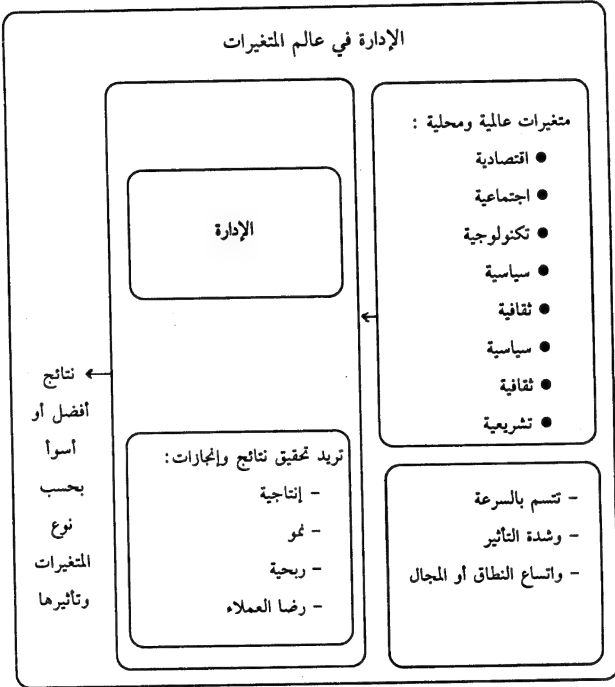 الإدارة في عالم المتغيرات
متغيرات عالمية ومحلية :
● اقتصادية
● اجتماعية
● تكنولوجية
● سياسية
● ثقافية
● سياسية
● ثقافية
● تشريعية
– تتسم بالسرعة
– وشدة التأثير
– واتساع النطاق أو المجال
الإدارة
تريد تحقيق نتائج وإنجازات:
– إنتاجية
– نمو
– ربحية
– رضا العملاء
نتائج
أفضل أو
أسوأ
بحسب
نوع
المتغيرات
وتأثيرها